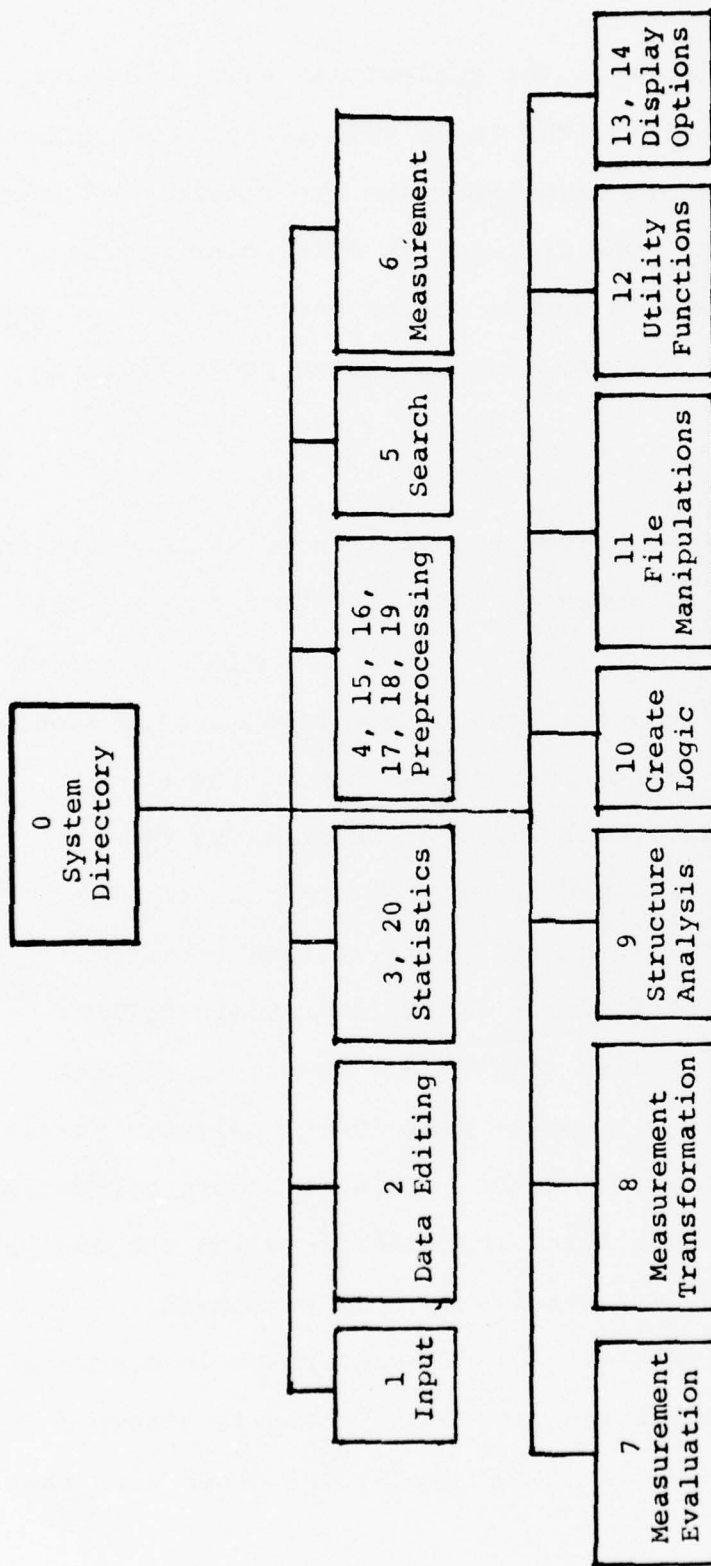 0
System
Directory
1
Input
2
Data Editing
3, 20
Statistics
4, 15, 16,
17, 18, 19
Preprocessing
5
Search
6
Measurement
7
Measurement
Evaluation
8
Measurement
Transformation
9
Structure
Analysis
10
Create
Logic
11
File
Manipulations
12
Utility
Functions
13, 14
Display
Options